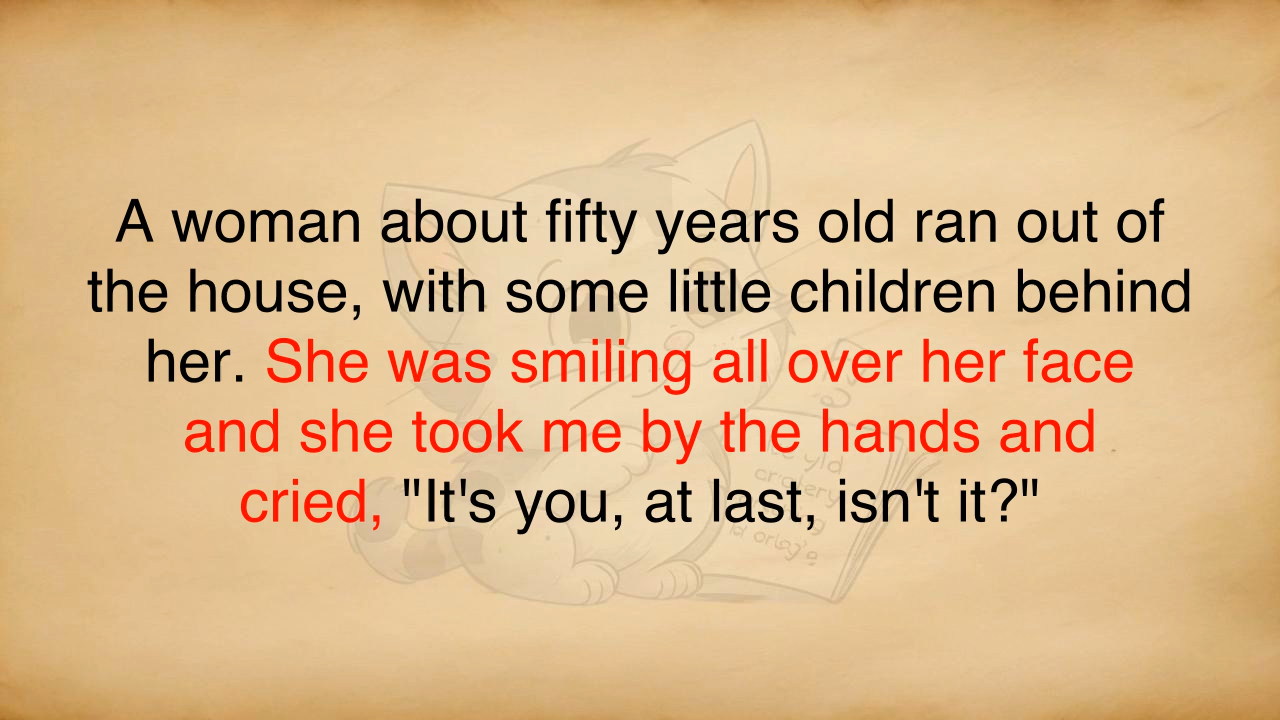 A woman about fifty years old ran out of
the house, with some little children behind
her. She was smiling all over her face
and she took me by the hands and
cried, "It's you, at last, isn't it?"